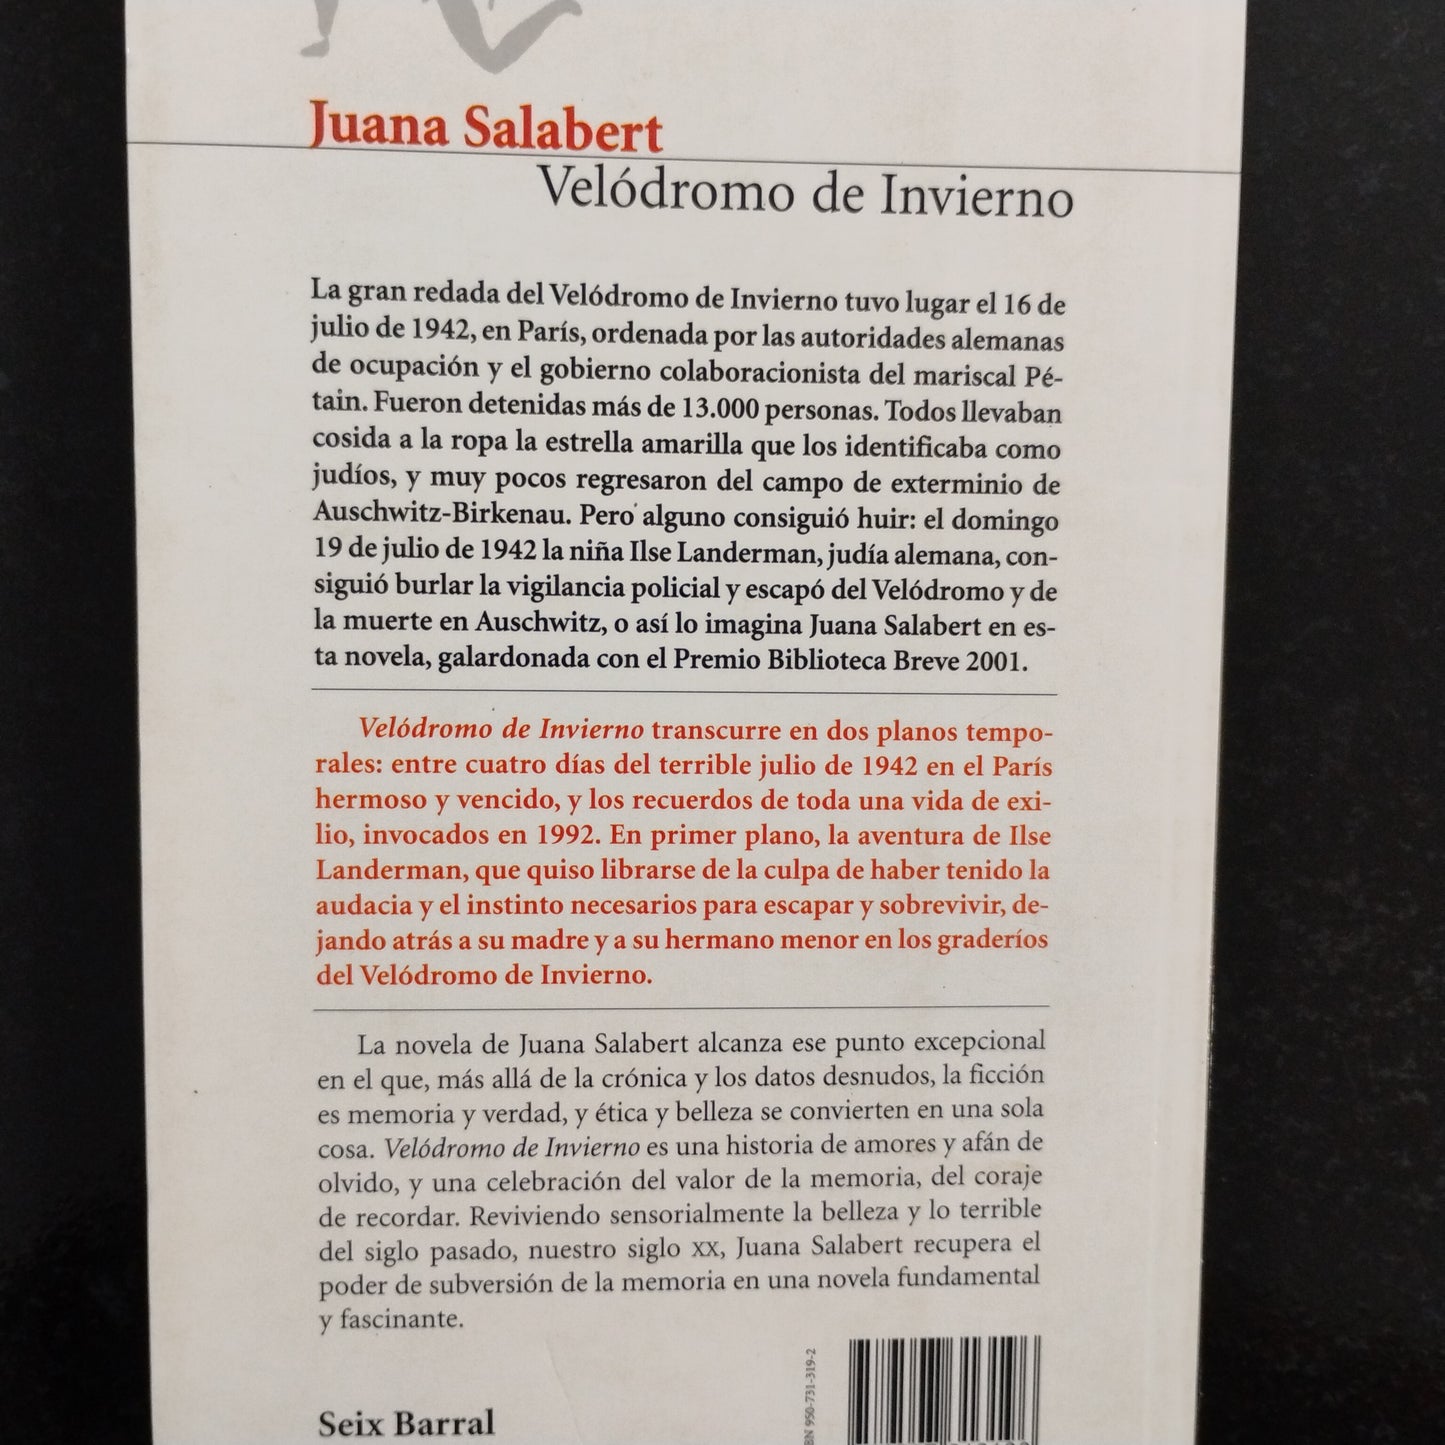 Juana Salabert
Velódromo de Invierno
La gran redada del Velódromo de Invierno tuvo lugar el 16 de
julio de 1942, en París, ordenada por las autoridades alemanas
de ocupación y el gobierno colaboracionista del mariscal Pé-
tain. Fueron detenidas más de 13.000 personas. Todos llevaban
cosida a la ropa la estrella amarilla que los identificaba como
judíos, y muy pocos regresaron del campo de exterminio de
Auschwitz-Birkenau. Pero alguno consiguió huir: el domingo
19 de julio de 1942 la niña Ilse Landerman, judía alemana, con-
siguió burlar la vigilancia policial y escapó del Velódromo y de
la muerte en Auschwitz, o así lo imagina Juana Salabert en es-
ta novela, galardonada con el Premio Biblioteca Breve 2001.
Velódromo de Invierno transcurre en dos planos tempo-
rales: entre cuatro días del terrible julio de 1942 en el París
hermoso y vencido, y los recuerdos de toda una vida de exi-
lio, invocados en 1992. En primer plano, la aventura de Ilse
Landerman, que quiso librarse de la culpa de haber tenido la
audacia y el instinto necesarios para escapar y sobrevivir, de-
jando atrás a su madre y a su hermano menor en los graderíos
del Velódromo de Invierno.
La novela de Juana Salabert alcanza ese punto excepcional
en el que, más allá de la crónica y los datos desnudos, la ficción
es memoria y verdad, y ética y belleza se convierten en una sola
cosa. Velódromo de Invierno es una historia de amores y afán de
olvido, y una celebración del valor de la memoria, del coraje
de recordar. Reviviendo sensorialmente la belleza y lo terrible
del siglo pasado, nuestro siglo XX, Juana Salabert recupera el
poder de subversión de la memoria en una novela fundamental
y fascinante.
BN 950-731-319-2
Seix Barral